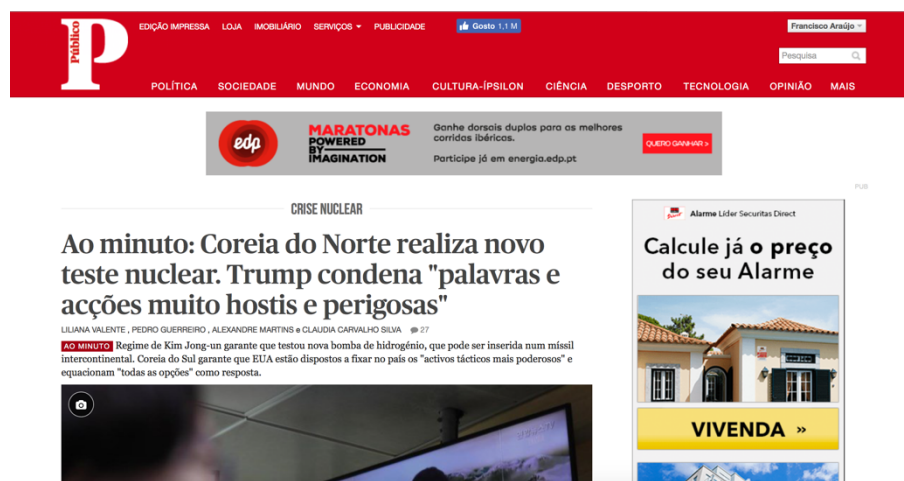 Público
P
EDIÇÃO IMPRESSA LOJA IMOBILIÁRIO SERVIÇOS PUBLICIDADE
Gosto 1,1 M
Francisco Araújo
Pesquisa
POLÍTICA SOCIEDADE MUNDO ECONOMIA CULTURA-ÍPSILON CIÊNCIA DESPORTO TECNOLOGIA OPINIÃO MAIS
edp
MARATONAS
POWERED
BY
IMAGINATION
Ganhe dorsais duplos para as melhores
corridas Ibéricas.
Participe já em energia.edp.pt
QUERO GANHAR >
PUB
CRISE NUCLEAR
Ao minuto: Coreia do Norte realiza novo
teste nuclear. Trump condena "palavras e
acções muito hostis e perigosas"
LILIANA VALENTE , PEDRO GUERREIRO , ALEXANDRE MARTINS e CLAUDIA CARVALHO SILVA 27
AO MINUTO Regime de Kim Jong-un garante que testou nova bomba de hidrogénio, que pode ser inserida num míssil
intercontinental. Coreia do Sul garante que EUA estão dispostos a fixar no país os "activos tácticos mais poderosos" e
equacionam "todas as opções" como resposta.
Alarme Líder Securitas Direct
Calcule já o preço
do seu Alarme
VIVENDA »